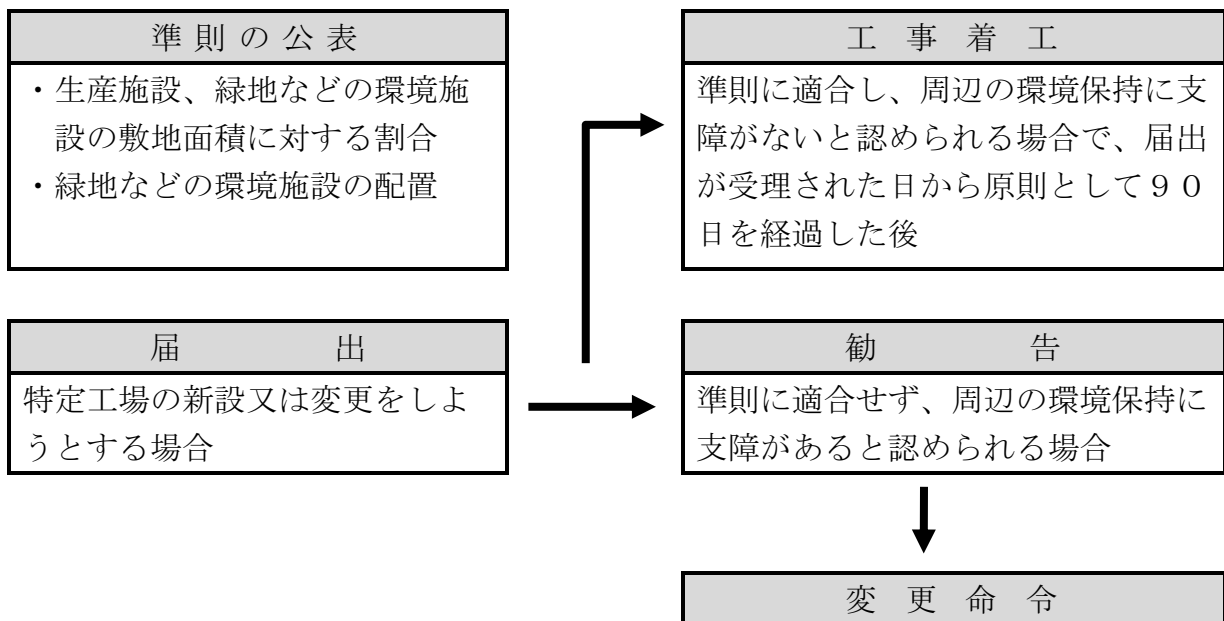 準則の公表
・生産施設、緑地などの環境施
設の敷地面積に対する割合
・緑地などの環境施設の配置
工事着工
準則に適合し、周辺の環境保持に支
障がないと認められる場合で、届出
が受理された日から原則として９０
日を経過した後
届出
特定工場の新設又は変更をしよ
うとする場合
勧告
準則に適合せず、周辺の環境保持に
支障があると認められる場合
変更命令